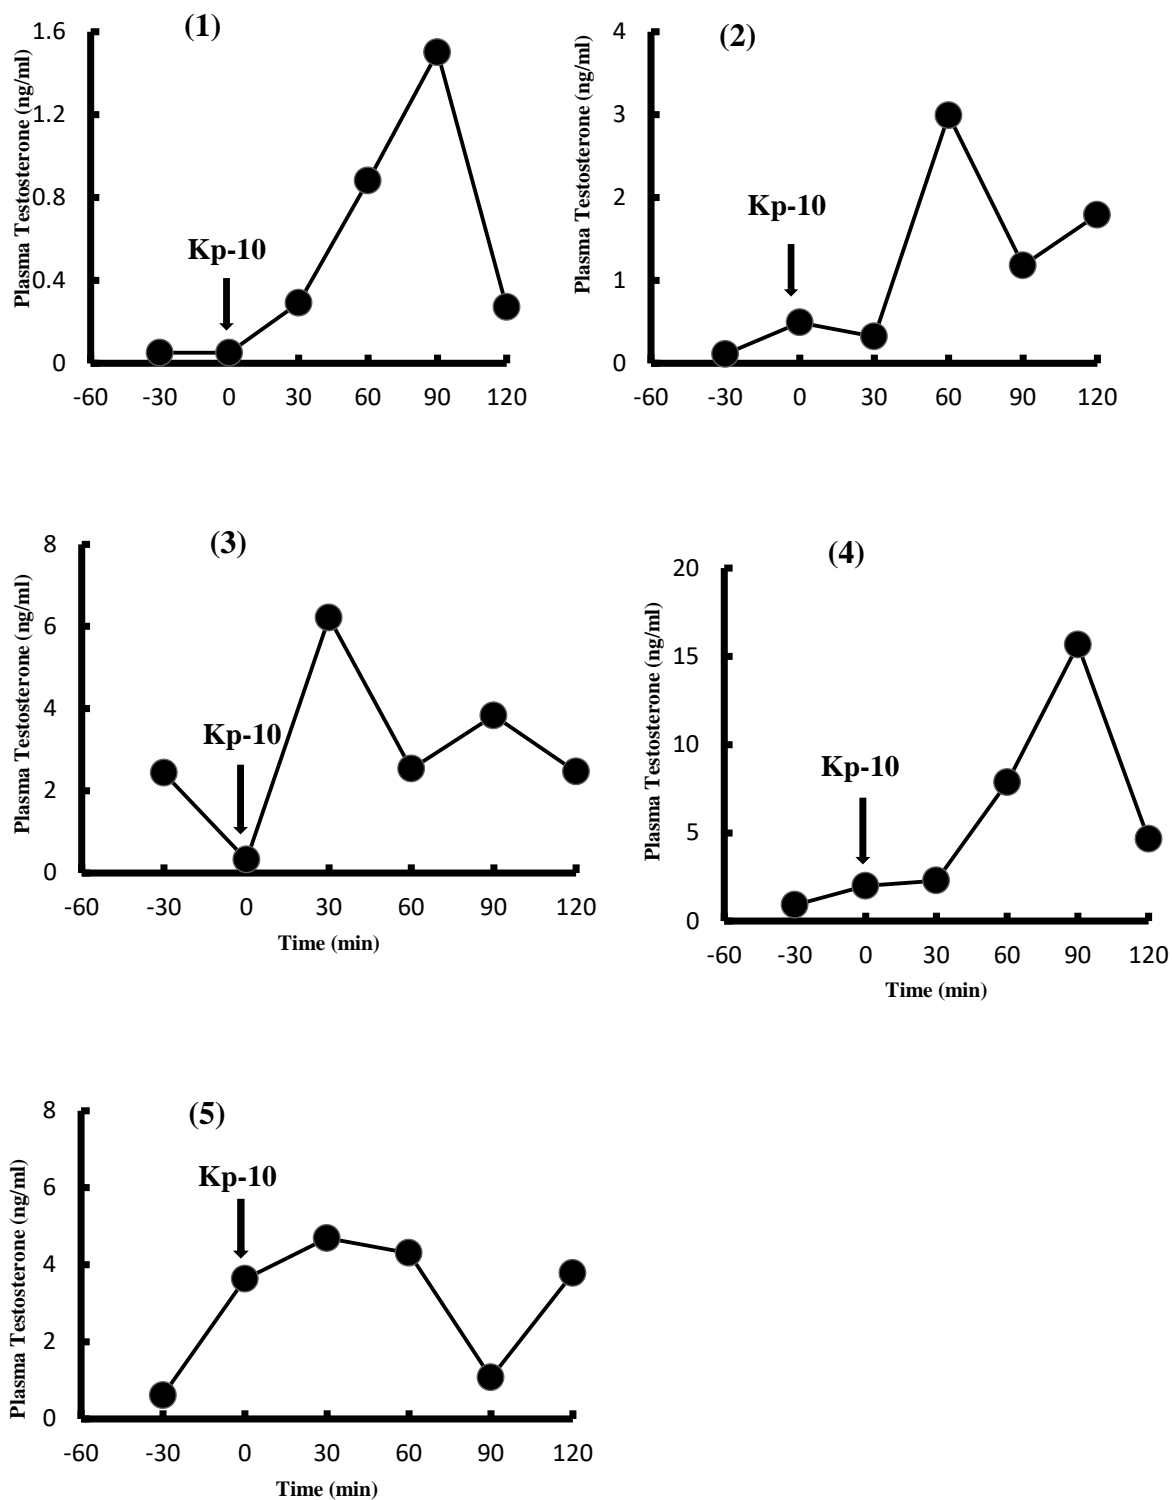 (1)
Plasma Testosterone (ng/ml)
1.6
1.2
0.8
0.4
0
Kp-10
-60 -30 0 30 60 90 120
(2)
Plasma Testosterone (ng/ml)
4
3
2
1
0
Kp-10
-60 -30 0 30 60 90 120
(3)
Plasma Testosterone (ng/ml)
8
6
4
2
0
Kp-10
-60 -30 0 30 60 90 120
Time (min)
(4)
Plasma Testosterone (ng/ml)
20
15
10
5
0
Kp-10
-60 -30 0 30 60 90 120
Time (min)
(5)
Plasma Testosterone (ng/ml)
8
6
4
2
0
Kp-10
-60 -30 0 30 60 90 120
Time (min)